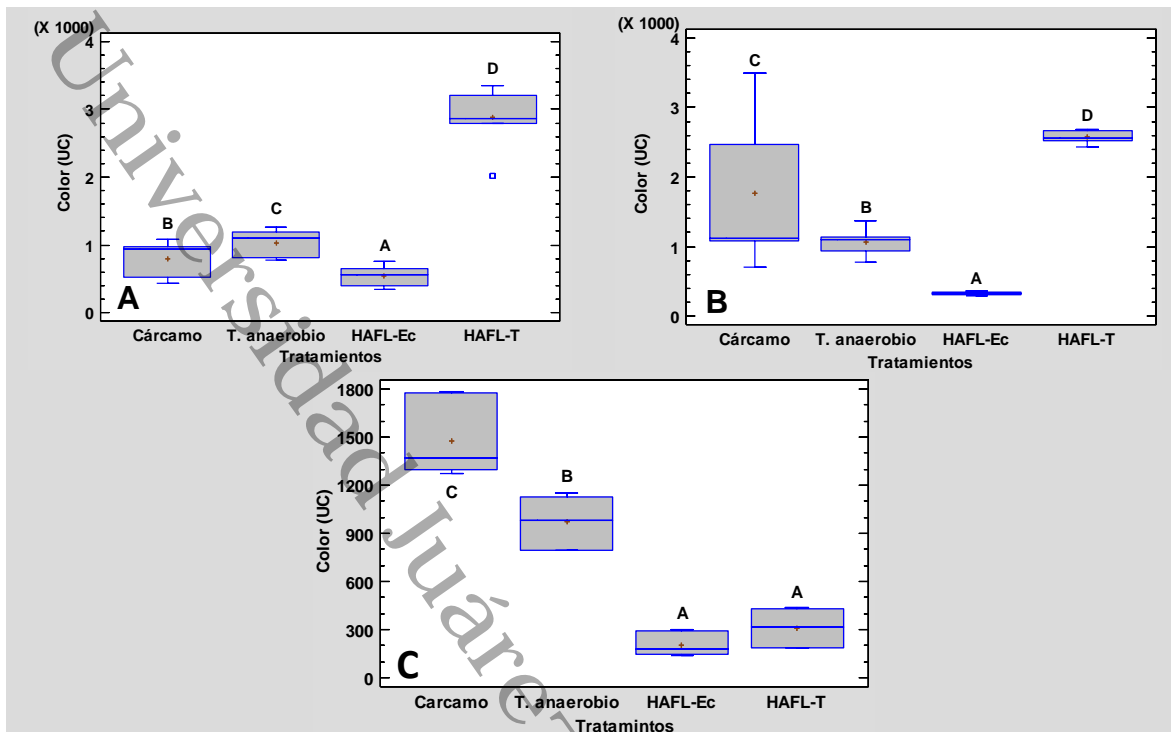 (X 1000)
4
3
2
1
0
Color (UC)
B
C
A
D
A
Cárcamo T. anaerobio HAFL-Ec HAFL-T
Tratamientos
(X 1000)
4
3
2
1
0
Color (UC)
C
B
A
D
B
Cárcamo T. anaerobio HAFL-Ec HAFL-T
Tratamientos
1800
1500
1200
900
600
300
0
Color (UC)
C
B
A
A
C
Carcamo T. anaerobio HAFL-Ec HAFL-T
Tratamintos
Universidad Juárez